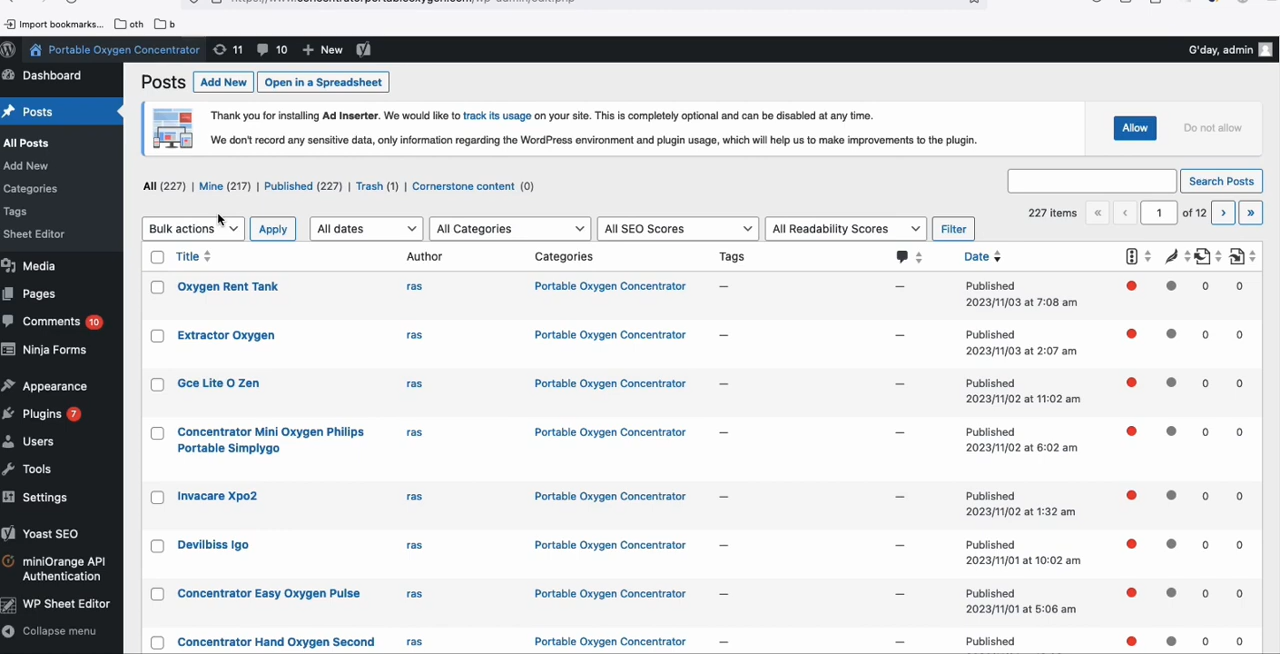 https://www.concentratorportableoxygen.com/wp-admin/edit.php
Import bookmarks... oth b
Portable Oxygen Concentrator 11 10 New G'day, admin
Dashboard
Posts
All Posts
Add New
Categories
Tags
Sheet Editor
Media
Pages
Comments 10
Ninja Forms
Appearance
Plugins 7
Users
Tools
Settings
Yoast SEO
miniOrange API
Authentication
WP Sheet Editor
Collapse menu
Posts Add New Open in a Spreadsheet
Thank you for installing Ad Inserter. We would like to track its usage on your site. This is completely optional and can be disabled at any time.
We don't record any sensitive data, only information regarding the WordPress environment and plugin usage, which will help us to make improvements to the plugin.
Allow Do not allow
All (227) | Mine (217) | Published (227) | Trash (1) | Cornerstone content (0)
Search Posts
227 items « ‹ 1 of 12 › »
Bulk actions Apply All dates All Categories All SEO Scores All Readability Scores Filter
Title Author Categories Tags Date
Oxygen Rent Tank ras Portable Oxygen Concentrator — — Published 0 0
2023/11/03 at 7:08 am
Extractor Oxygen ras Portable Oxygen Concentrator — — Published 0 0
2023/11/03 at 2:07 am
Gce Lite O Zen ras Portable Oxygen Concentrator — — Published 0 0
2023/11/02 at 11:02 am
Concentrator Mini Oxygen Philips ras Portable Oxygen Concentrator — — Published 0 0
Portable Simplygo 2023/11/02 at 6:02 am
Invacare Xpo2 ras Portable Oxygen Concentrator — — Published 0 0
2023/11/02 at 1:32 am
Devilbiss Igo ras Portable Oxygen Concentrator — — Published 0 0
2023/11/01 at 10:02 am
Concentrator Easy Oxygen Pulse ras Portable Oxygen Concentrator — — Published 0 0
2023/11/01 at 5:06 am
Concentrator Hand Oxygen Second ras Portable Oxygen Concentrator — — Published 0 0